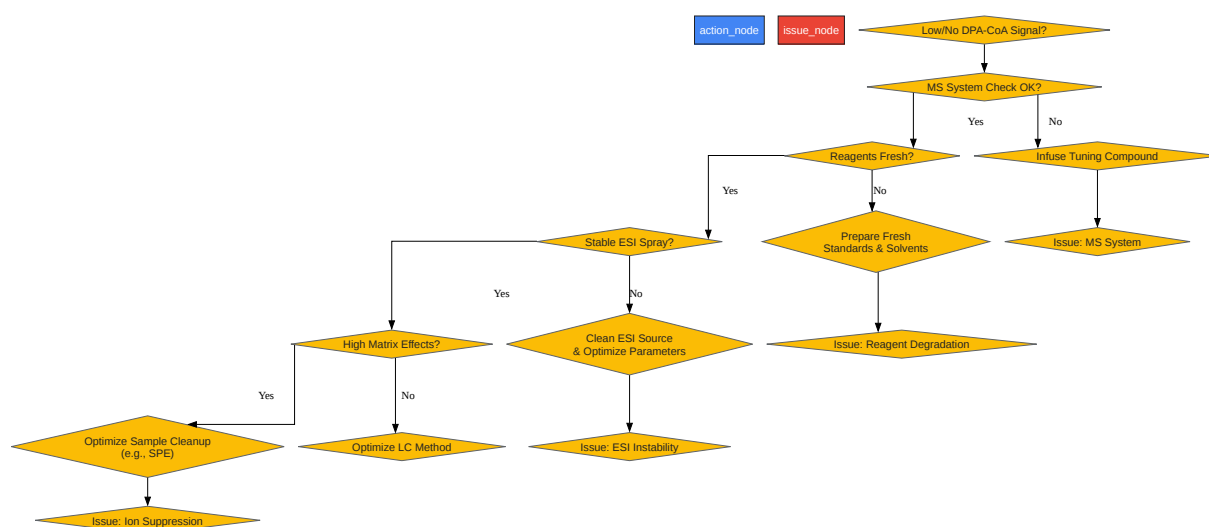 action_node
issue_node
Low/No DPA-CoA Signal?
MS System Check OK?
Yes
No
Reagents Fresh?
Infuse Tuning Compound
Yes
No
Stable ESI Spray?
Prepare Fresh
Standards & Solvents
Issue: MS System
Yes
No
High Matrix Effects?
Clean ESI Source
& Optimize Parameters
Issue: Reagent Degradation
Yes
No
Optimize Sample Cleanup
(e.g., SPE)
Optimize LC Method
Issue: ESI Instability
Issue: Ion Suppression